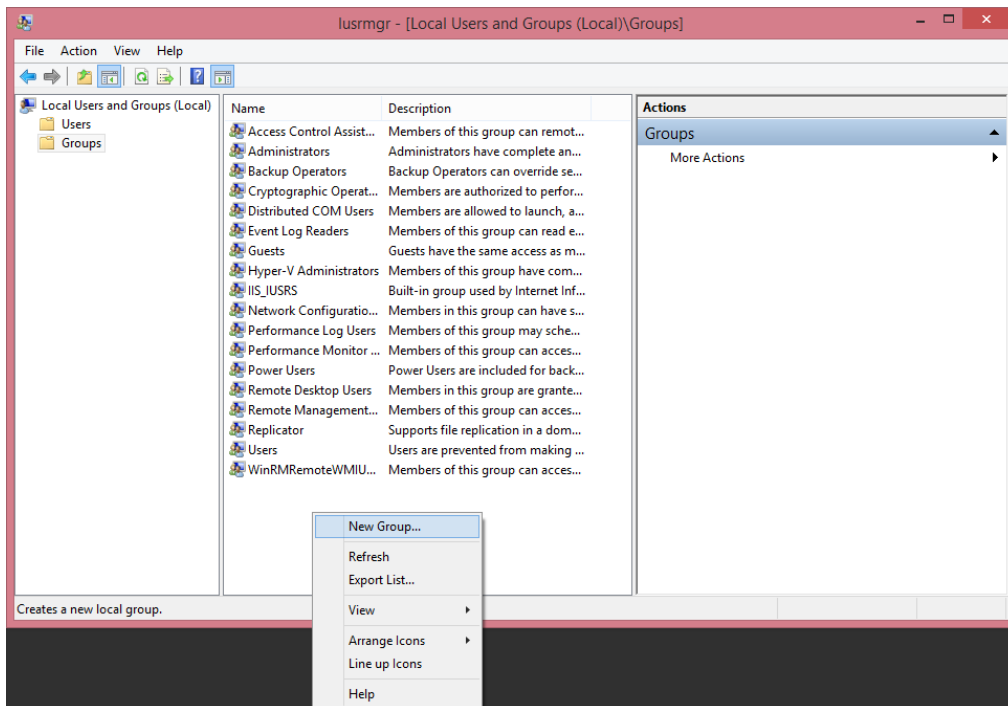 lusrmgr - [Local Users and Groups (Local)\Groups]
File Action View Help
Local Users and Groups (Local)
Users
Groups
Name Description
Access Control Assist... Members of this group can remot...
Administrators Administrators have complete an...
Backup Operators Backup Operators can override se...
Cryptographic Operat... Members are authorized to perfor...
Distributed COM Users Members are allowed to launch, a...
Event Log Readers Members of this group can read e...
Guests Guests have the same access as m...
Hyper-V Administrators Members of this group have com...
IIS_IUSRS Built-in group used by Internet Inf...
Network Configuratio... Members in this group can have s...
Performance Log Users Members of this group may sche...
Performance Monitor ... Members of this group can acces...
Power Users Power Users are included for back...
Remote Desktop Users Members in this group are grante...
Remote Management... Members of this group can acces...
Replicator Supports file replication in a dom...
Users Users are prevented from making ...
WinRMRemoteWMIU... Members of this group can acces...
Actions
Groups
More Actions
New Group...
Refresh
Export List...
View
Arrange Icons
Line up Icons
Help
Creates a new local group.